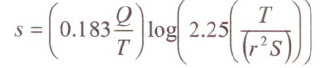 s = (0.183 Q/T) log(2.25(T/(r²S)))